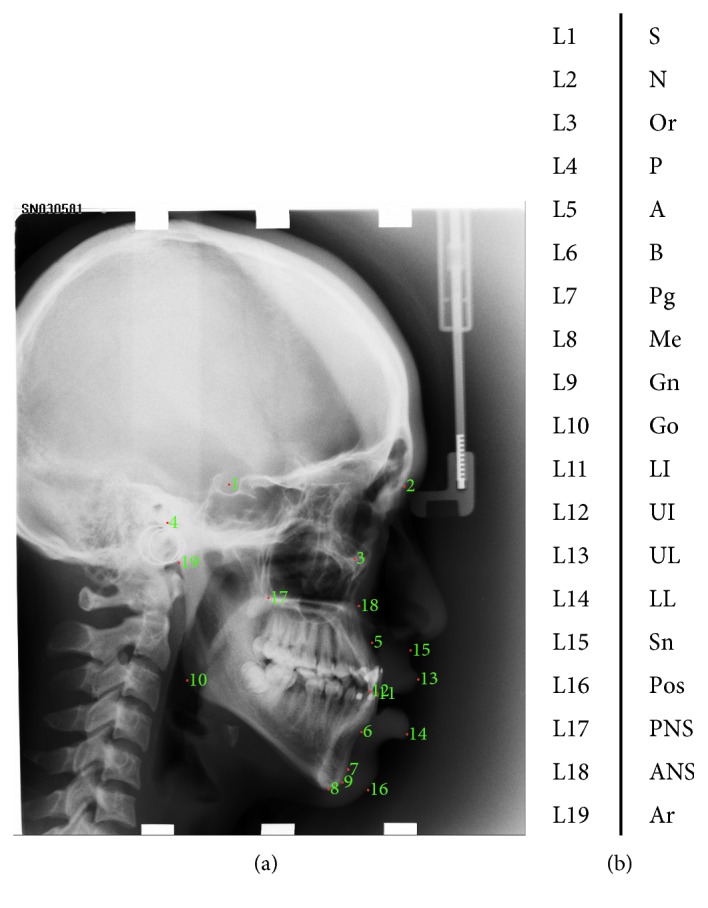 L1 S
L2 N
L3 Or
L4 P
L5 A
L6 B
L7 Pg
L8 Me
L9 Gn
L10 Go
L11 LI
L12 UI
L13 UL
L14 LL
L15 Sn
L16 Pos
L17 PNS
L18 ANS
L19 Ar
SN030581
1
2
4
3
19
17
18
5
15
10
13
12
11
6
14
7
9
8
16
(a)
(b)